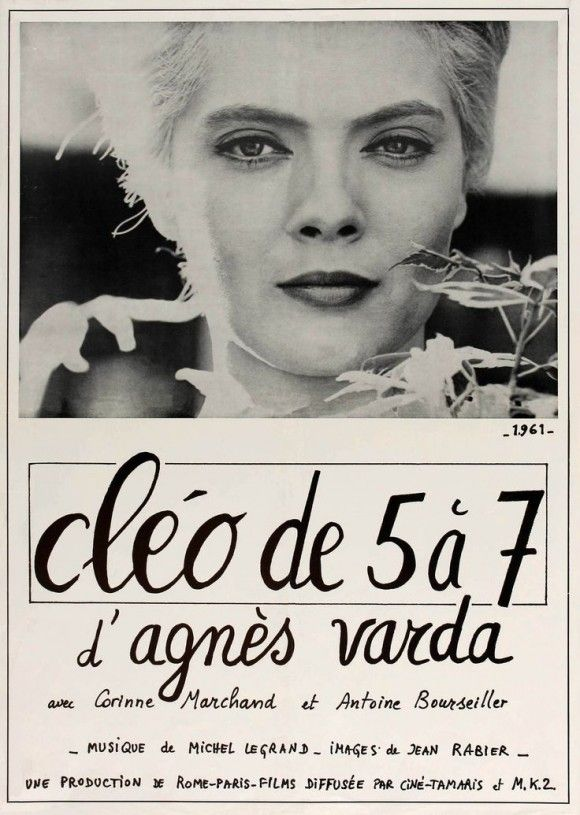 _1961_
cléo de 5 à 7
d'agnès varda
avec Corinne Marchand et Antoine Bourseiller
_ MUSIQUE de MICHEL LEGRAND _ IMAGES de JEAN RABIER _
UNE PRODUCTION DE ROME-PARIS-FILMS DIFFUSÉE PAR CINÉ-TAMARIS et M.K.2.